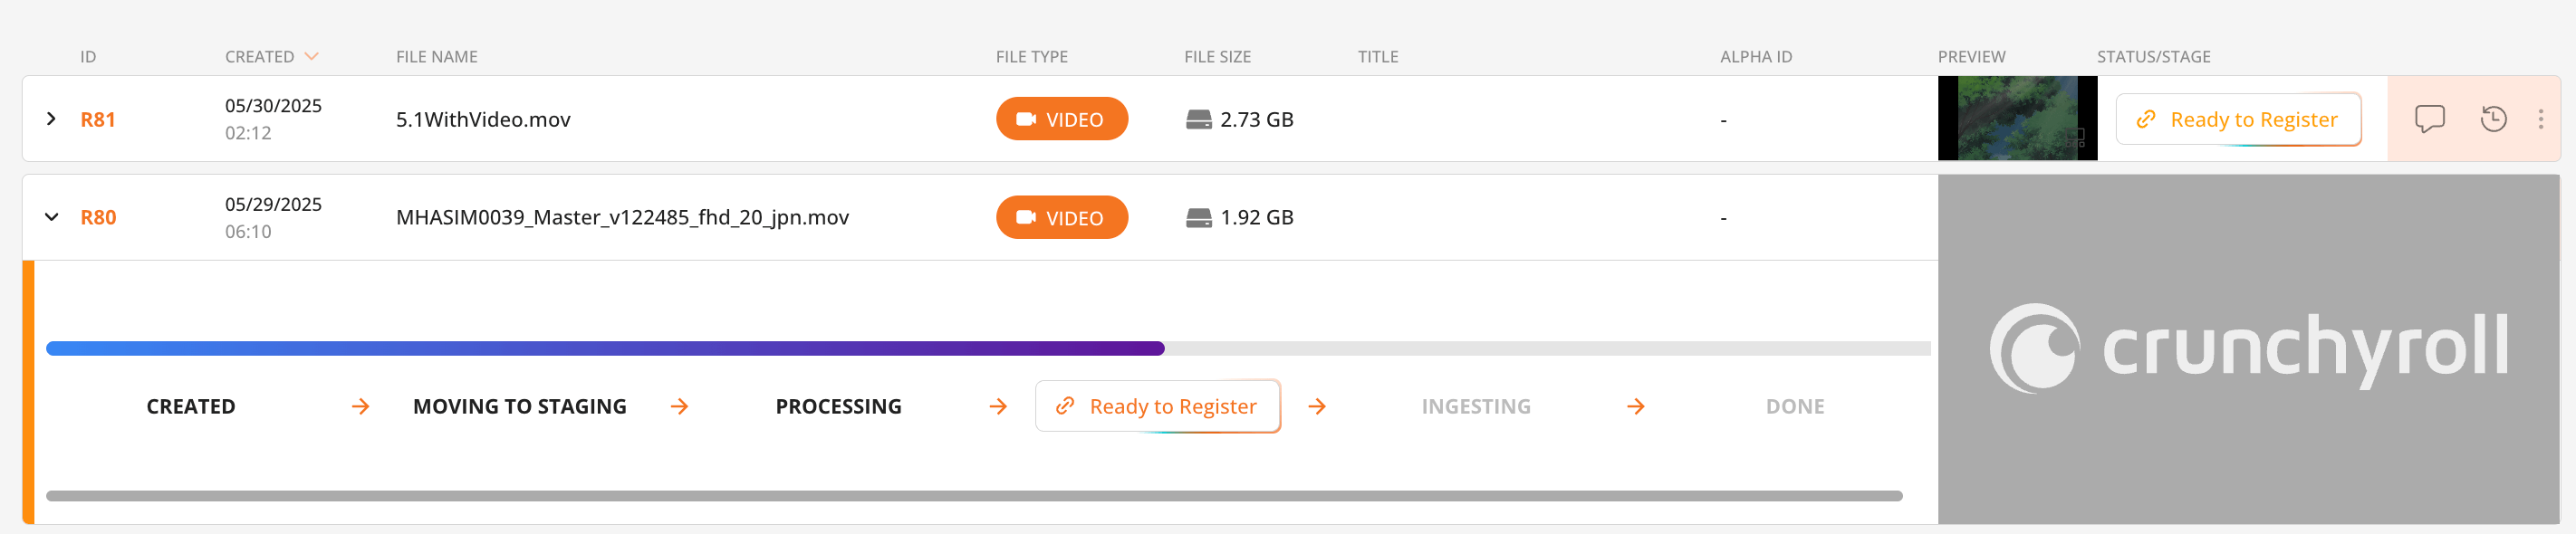 ID CREATED FILE NAME FILE TYPE FILE SIZE TITLE ALPHA ID PREVIEW STATUS/STAGE
R81 05/30/2025 5.1WithVideo.mov VIDEO 2.73 GB - Ready to Register
02:12
R80 05/29/2025 MHASIM0039_Master_v122485_fhd_20_jpn.mov VIDEO 1.92 GB -
06:10
crunchyroll
CREATED MOVING TO STAGING PROCESSING Ready to Register INGESTING DONE